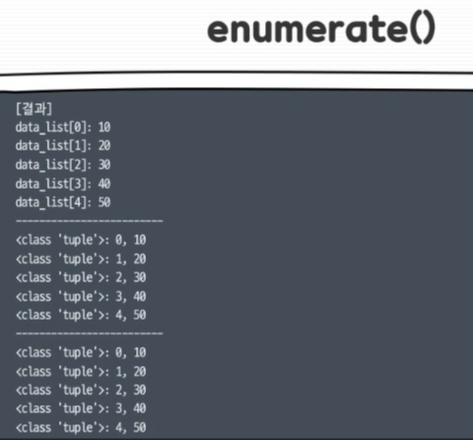 enumerate()
[결과]
data_list[0]: 10
data_list[1]: 20
data_list[2]: 30
data_list[3]: 40
data_list[4]: 50
-------------------------
<class 'tuple'>: 0, 10
<class 'tuple'>: 1, 20
<class 'tuple'>: 2, 30
<class 'tuple'>: 3, 40
<class 'tuple'>: 4, 50
-------------------------
<class 'tuple'>: 0, 10
<class 'tuple'>: 1, 20
<class 'tuple'>: 2, 30
<class 'tuple'>: 3, 40
<class 'tuple'>: 4, 50